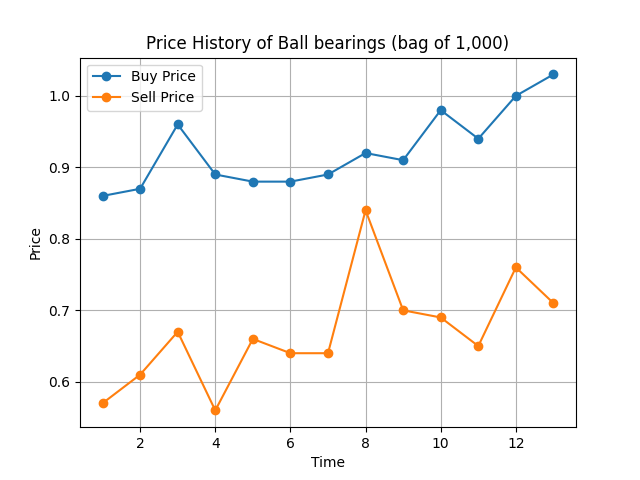 Price History of Ball bearings (bag of 1,000)
Buy Price
Sell Price
1.0
0.9
0.8
0.7
0.6
Price
2 4 6 8 10 12
Time